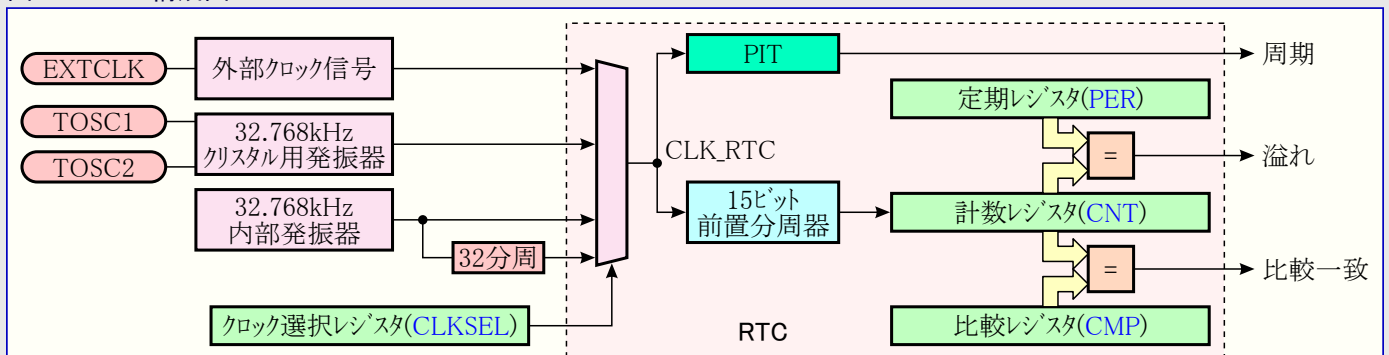 EXTCLK
外部クロック信号
TOSC1
TOSC2
32.768kHz
クリスタル用発振器
32.768kHz
内部発振器
32分周
クロック選択レジスタ(CLKSEL)
CLK_RTC
PIT
周期
15ビット
前置分周器
定期レジスタ(PER)
=
溢れ
計数レジスタ(CNT)
=
比較一致
比較レジスタ(CMP)
RTC